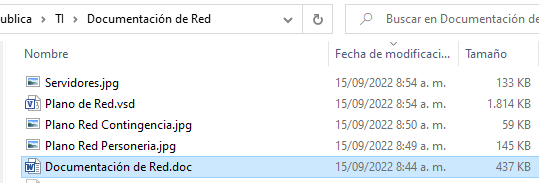 ublica > TI > Documentación de Red
Buscar en Documentación de
Nombre Fecha de modificaci... Tamaño
Servidores.jpg 15/09/2022 8:54 a. m. 133 KB
Plano de Red.vsd 15/09/2022 8:54 a. m. 1.814 KB
Plano Red Contingencia.jpg 15/09/2022 8:50 a. m. 59 KB
Plano Red Personeria.jpg 15/09/2022 8:49 a. m. 145 KB
Documentación de Red.doc 15/09/2022 8:44 a. m. 437 KB